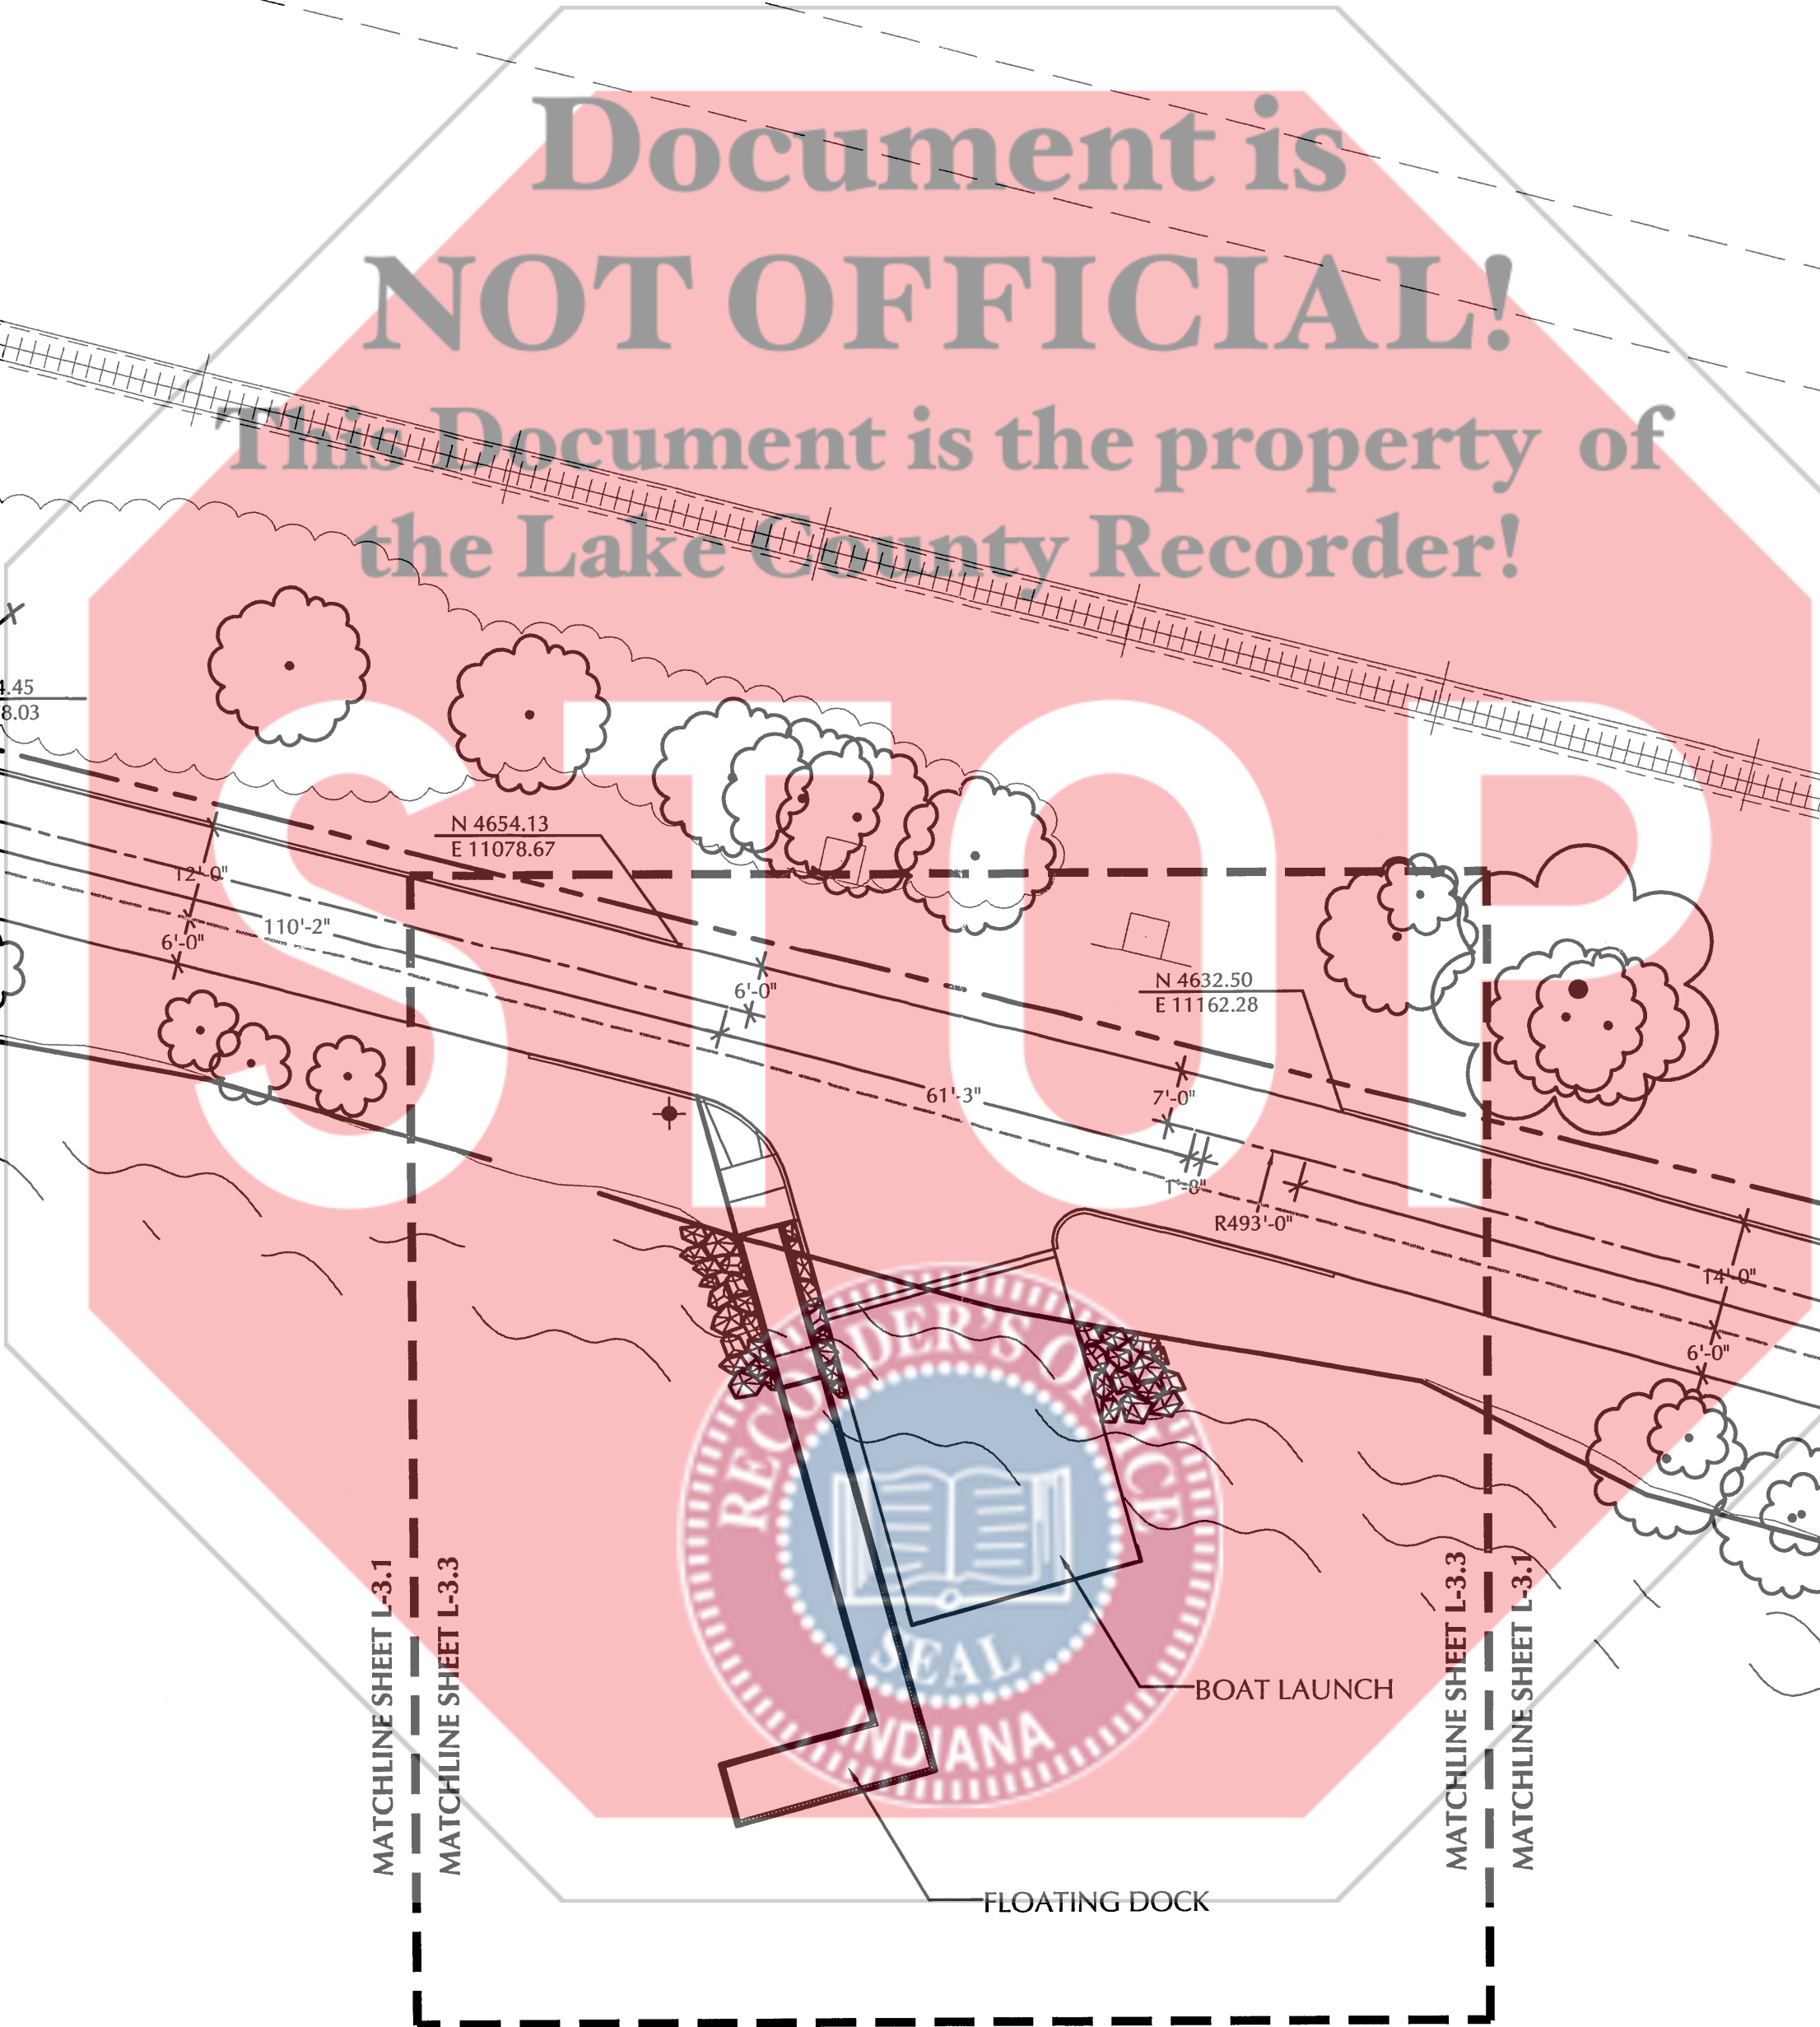 Document is
NOT OFFICIAL!
This Document is the property of
the Lake County Recorder!
STOP
4.45
8.03
N 4654.13
E 11078.67
12'-0"
110'-2"
6'-0"
6'-0"
N 4632.50
E 11162.28
61'-3"
7'-0"
1'-8"
R493'-0"
14'-0"
6'-0"
RECORDER'S OFFICE
SEAL
INDIANA
MATCHLINE SHEET L-3.1
MATCHLINE SHEET L-3.3
MATCHLINE SHEET L-3.3
MATCHLINE SHEET L-3.1
BOAT LAUNCH
FLOATING DOCK